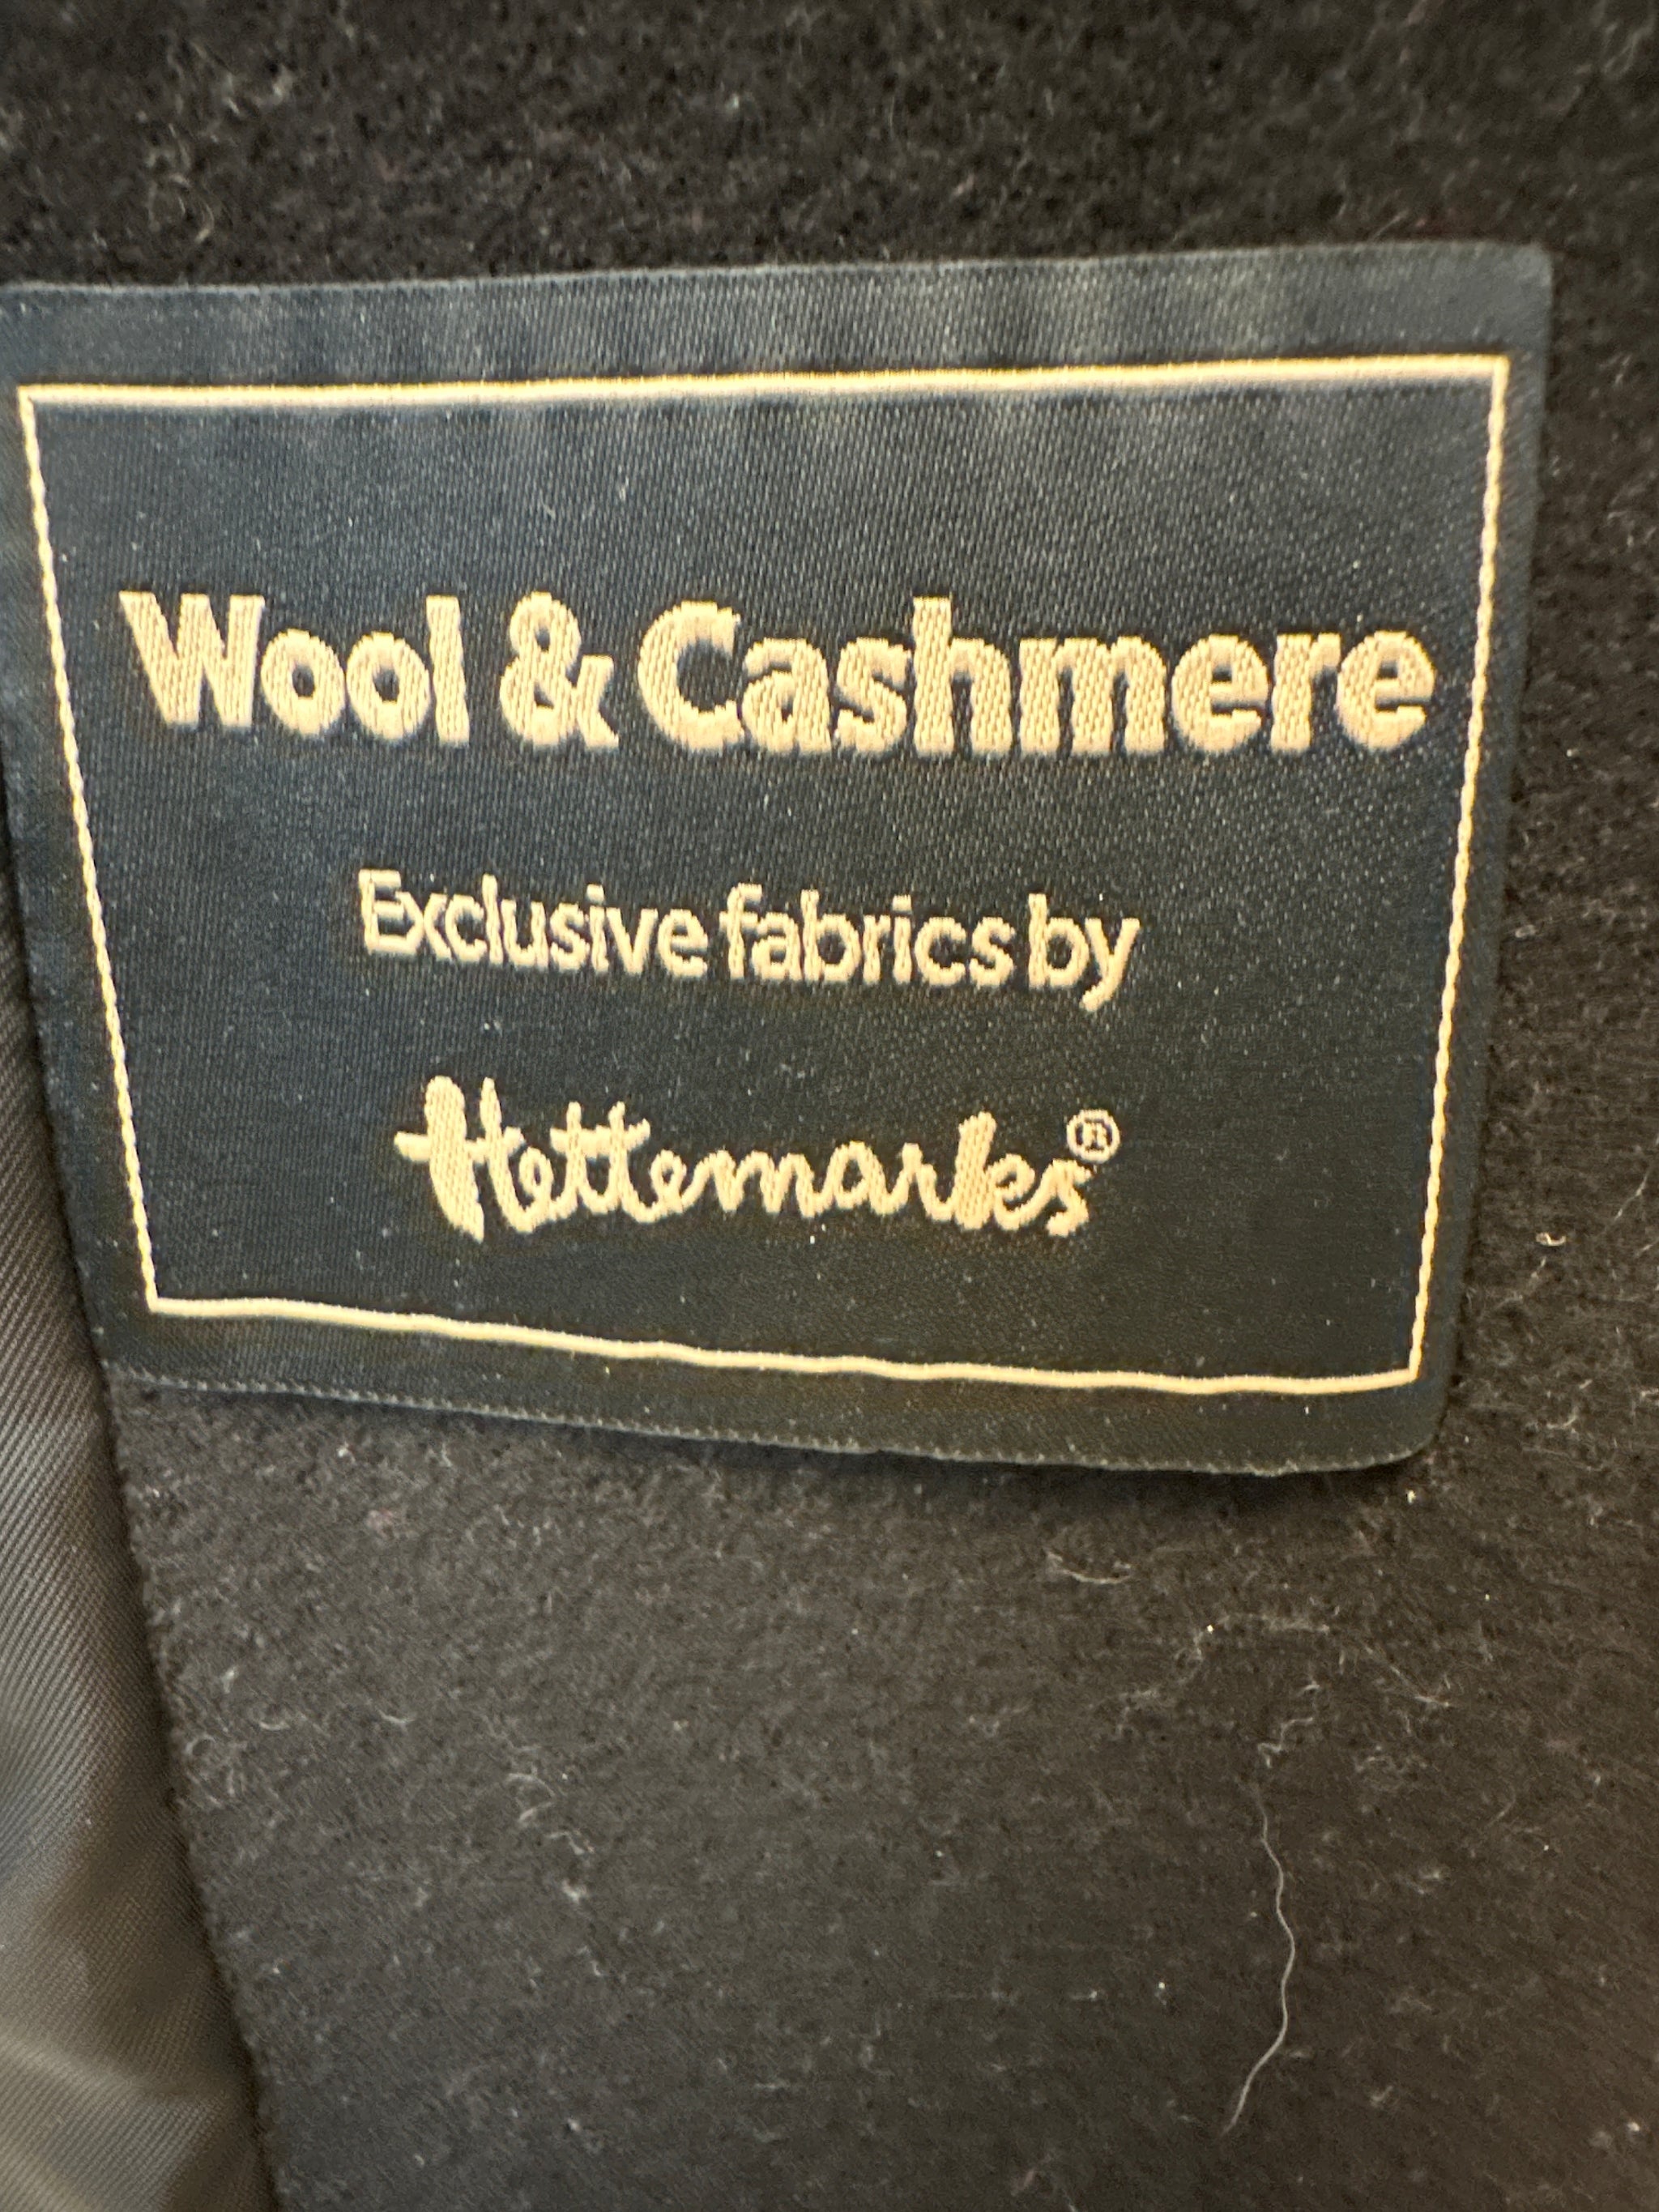 Wool & Cashmere
Exclusive fabrics by
Hettemarks®